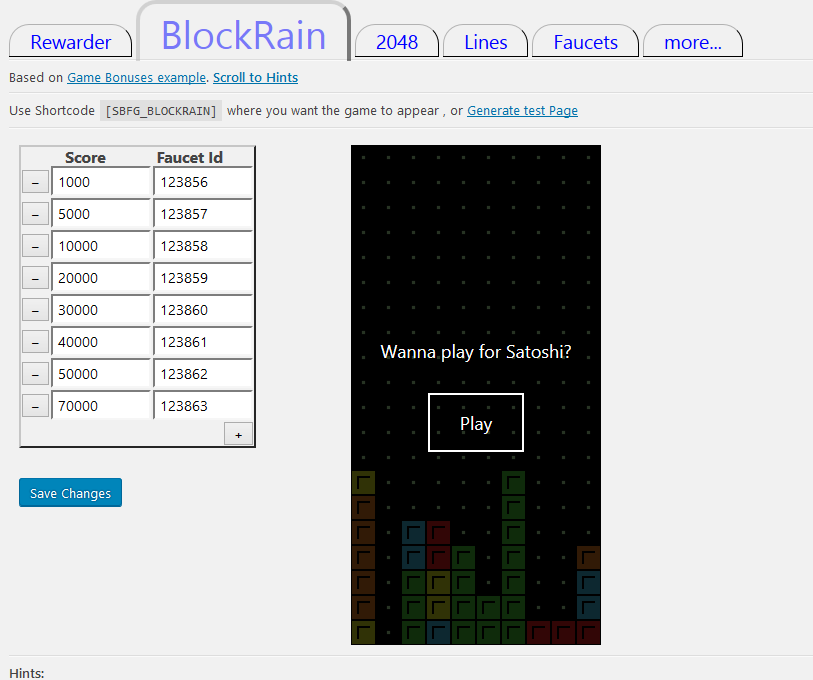 Rewarder BlockRain 2048 Lines Faucets more...
Based on Game Bonuses example. Scroll to Hints
Use Shortcode [SBFG_BLOCKRAIN] where you want the game to appear , or Generate test Page
Score Faucet Id
– 1000 123856
– 5000 123857
– 10000 123858
– 20000 123859
– 30000 123860
– 40000 123861
– 50000 123862
– 70000 123863
+
Save Changes
Wanna play for Satoshi?
Play
Hints: